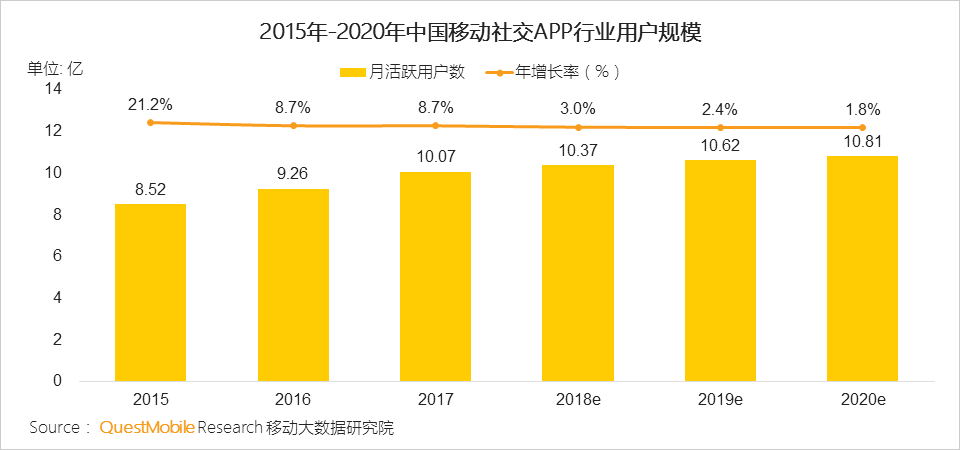 2015年-2020年中国移动社交APP行业用户规模
单位: 亿
月活跃用户数 年增长率（%）
14
21.2% 8.7% 8.7% 3.0% 2.4% 1.8%
12
8.52 9.26 10.07 10.37 10.62 10.81
10
8
6
4
2
0
2015 2016 2017 2018e 2019e 2020e
Source： QuestMobile Research 移动大数据研究院